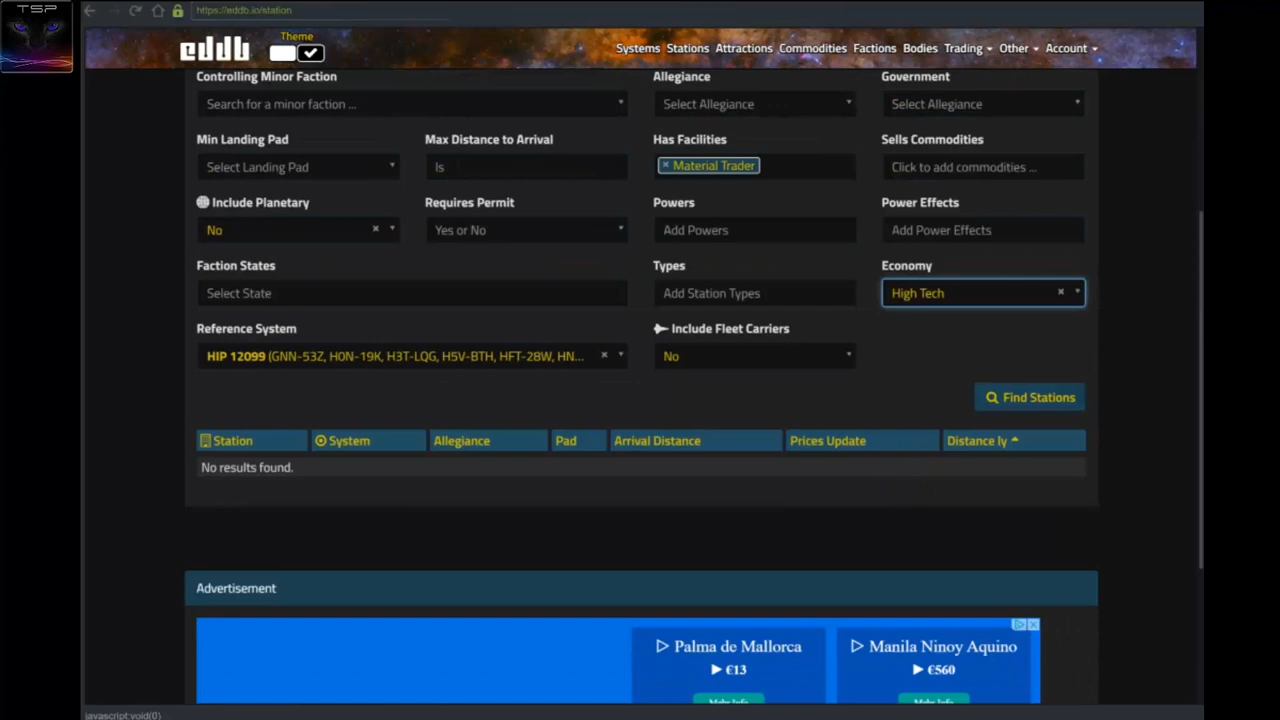 TSP
https://eddb.io/station
eddb
Theme
Systems Stations Attractions Commodities Factions Bodies Trading Other Account
Controlling Minor Faction Allegiance Government
Search for a minor faction ... Select Allegiance Select Allegiance
Min Landing Pad Max Distance to Arrival Has Facilities Sells Commodities
Select Landing Pad ls × Material Trader Click to add commodities ...
Include Planetary Requires Permit Powers Power Effects
No × Yes or No Add Powers Add Power Effects
Faction States Types Economy
Select State Add Station Types High Tech ×
Reference System Include Fleet Carriers
HIP 12099 (GNN-53Z, H0N-19K, H3T-LQG, H5V-BTH, HFT-28W, HN... × No
Find Stations
Station System Allegiance Pad Arrival Distance Prices Update Distance ly
No results found.
Advertisement
Palma de Mallorca Manila Ninoy Aquino
€13 €560
Mehr Info Mehr Info
javascript:void(0)